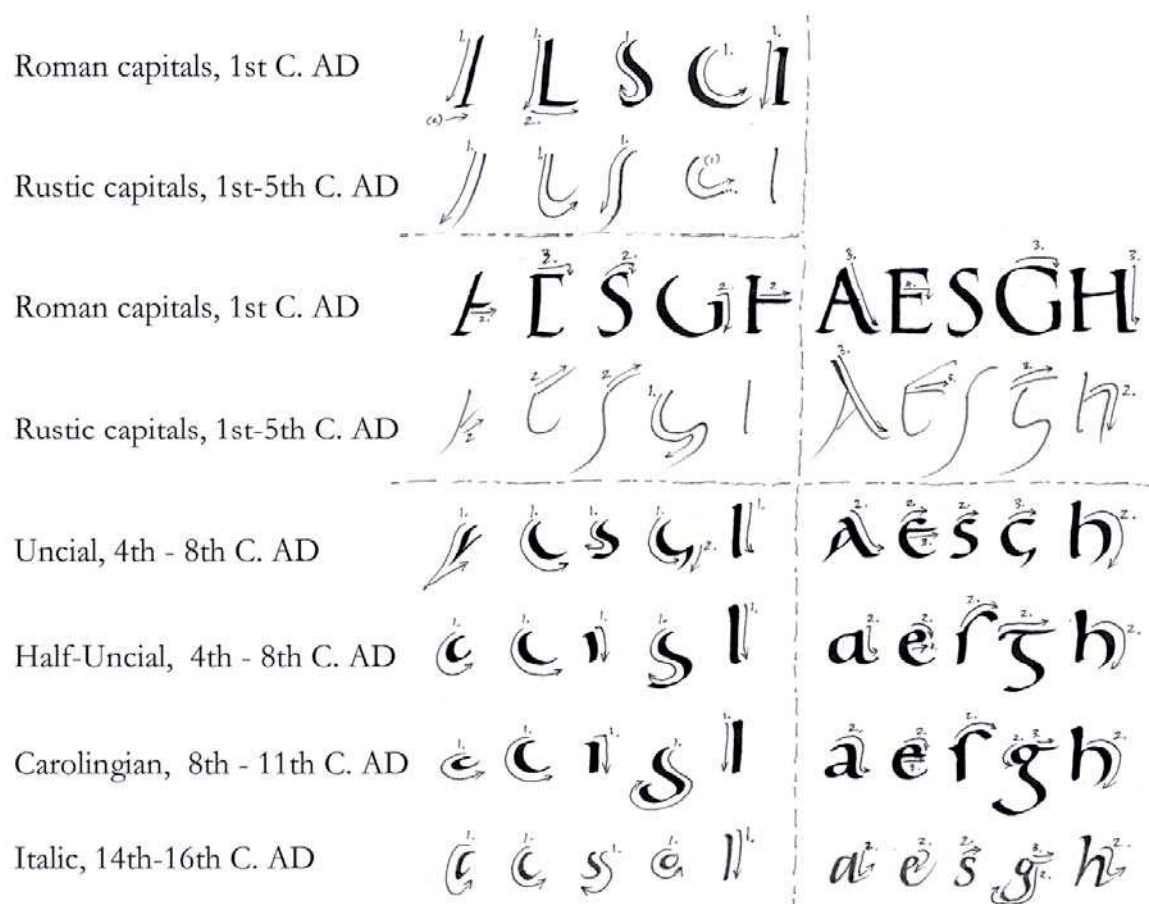 Roman capitals, 1st C. AD
Rustic capitals, 1st-5th C. AD
Roman capitals, 1st C. AD A E S G H
Rustic capitals, 1st-5th C. AD A E S G h
Uncial, 4th - 8th C. AD A e s G h
Half-Uncial, 4th - 8th C. AD a e ſ g h
Carolingian, 8th - 11th C. AD a e ſ g h
Italic, 14th-16th C. AD a e s g h